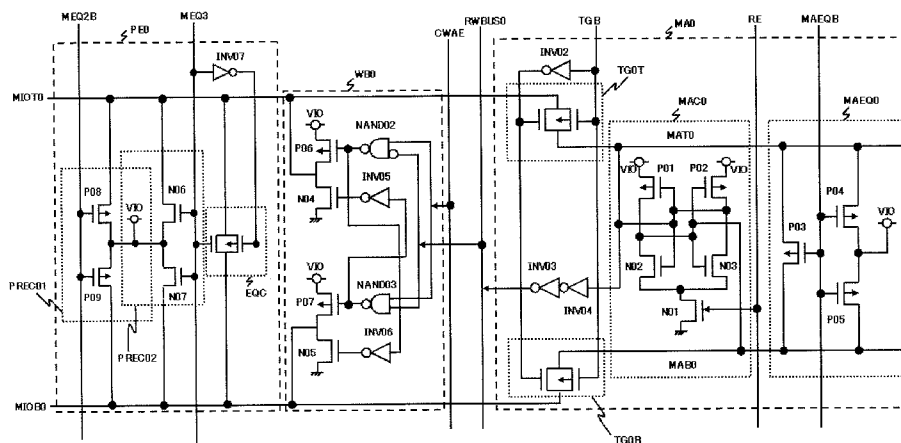 MEQ2B
MEQ3
CWAE
RWBUS0
TGB
RE
MAEQB
PE0
INV07
WB0
MA0
INV02
TG0T
MIOT0
VIO
NAND02
P06
INV05
N04
MAC0
MAT0
VIO
P01
P02
VIO
MAEQ0
P04
VIO
P08
N06
VIO
P03
P09
N07
EQC
VIO
NAND03
P07
INV06
N05
INV03
INV04
N02
N03
N01
P05
PREC01
PREC02
MAB0
MIOB0
TG0B